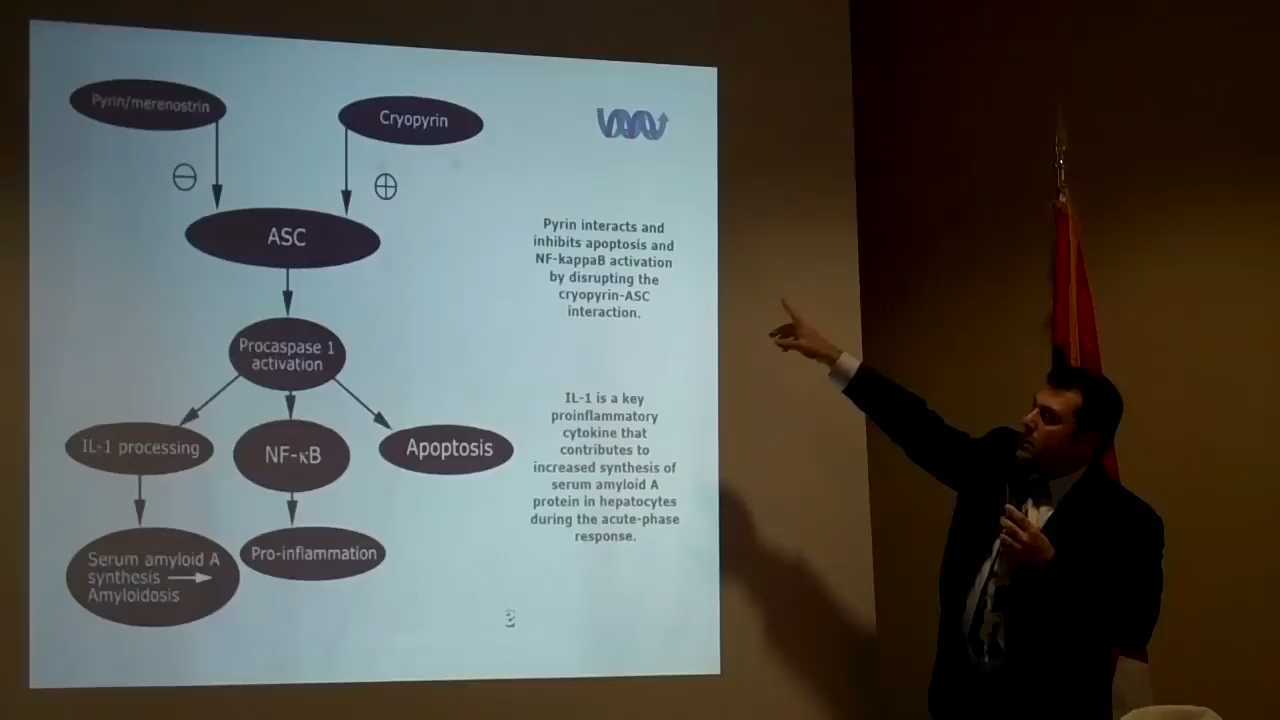 Pyrin/merenostrin
Cryopyrin
⊖
⊕
ASC
Procaspase 1
activation
IL-1 processing
NF-κB
Apoptosis
Serum amyloid A
synthesis →
Amyloidosis
Pro-inflammation
Pyrin interacts and
inhibits apoptosis and
NF-kappaB activation
by disrupting the
cryopyrin-ASC
interaction.
IL-1 is a key
proinflammatory
cytokine that
contributes to
increased synthesis of
serum amyloid A
protein in hepatocytes
during the acute-phase
response.